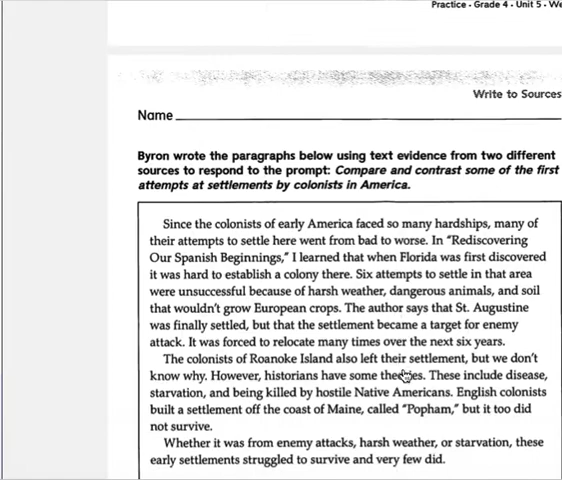 Practice • Grade 4 • Unit 5 • We
Write to Sources
Name
Byron wrote the paragraphs below using text evidence from two different
sources to respond to the prompt: Compare and contrast some of the first
attempts at settlements by colonists in America.
Since the colonists of early America faced so many hardships, many of
their attempts to settle here went from bad to worse. In "Rediscovering
Our Spanish Beginnings," I learned that when Florida was first discovered
it was hard to establish a colony there. Six attempts to settle in that area
were unsuccessful because of harsh weather, dangerous animals, and soil
that wouldn't grow European crops. The author says that St. Augustine
was finally settled, but that the settlement became a target for enemy
attack. It was forced to relocate many times over the next six years.
The colonists of Roanoke Island also left their settlement, but we don't
know why. However, historians have some theories. These include disease,
starvation, and being killed by hostile Native Americans. English colonists
built a settlement off the coast of Maine, called "Popham," but it too did
not survive.
Whether it was from enemy attacks, harsh weather, or starvation, these
early settlements struggled to survive and very few did.